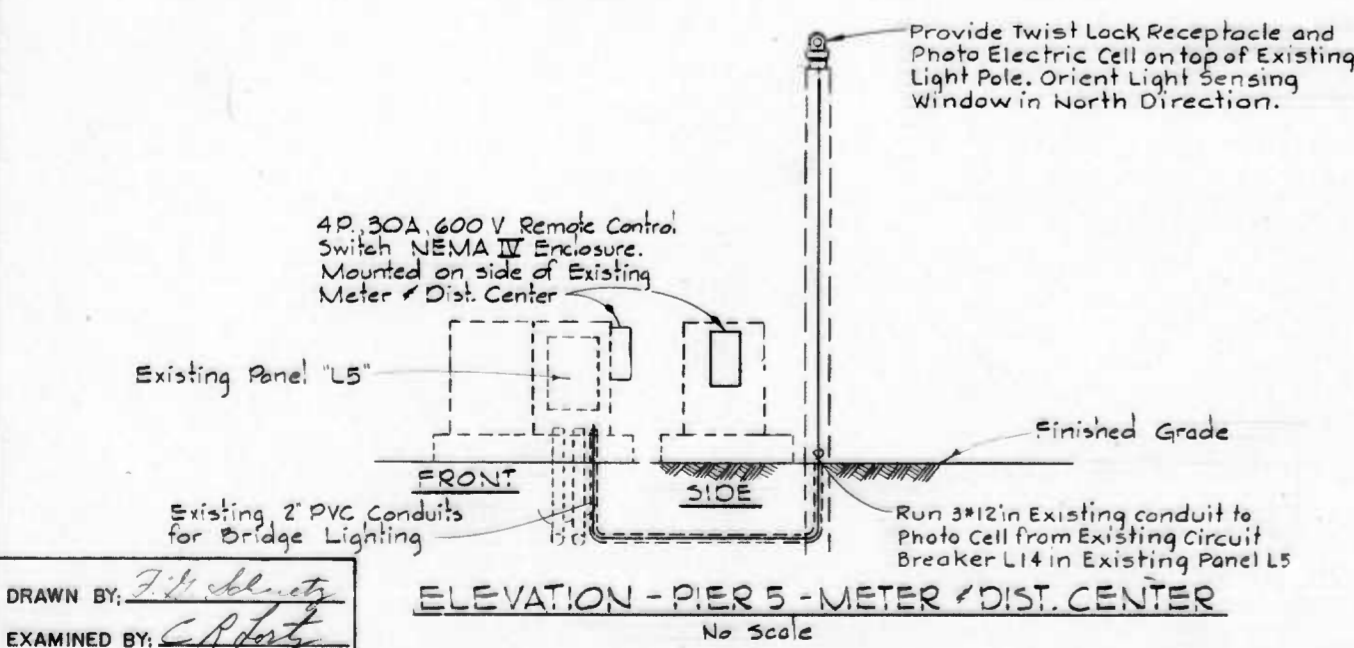 Provide Twist Lock Receptacle and
Photo Electric Cell on top of Existing
Light Pole. Orient Light Sensing
Window in North Direction.
4P, 30A, 600 V Remote Control
Switch NEMA IV Enclosure.
Mounted on side of Existing
Meter & Dist. Center
Existing Panel "L5"
Finished Grade
FRONT
SIDE
Existing 2" PVC Conduits
for Bridge Lighting
Run 3#12 in Existing conduit to
Photo Cell from Existing Circuit
Breaker L14 in Existing Panel L5
ELEVATION - PIER 5 - METER & DIST. CENTER
No Scale
DRAWN BY:
EXAMINED BY: